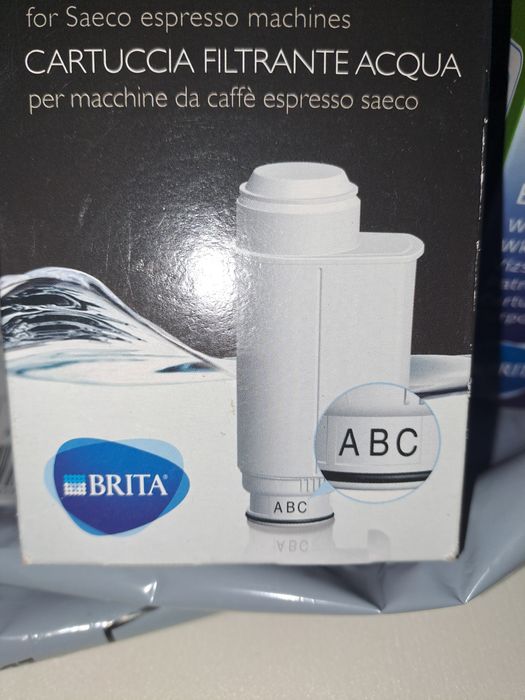 for Saeco espresso machines
CARTUCCIA FILTRANTE ACQUA
per macchine da caffè espresso saeco
ABC
BRITA®
ABC